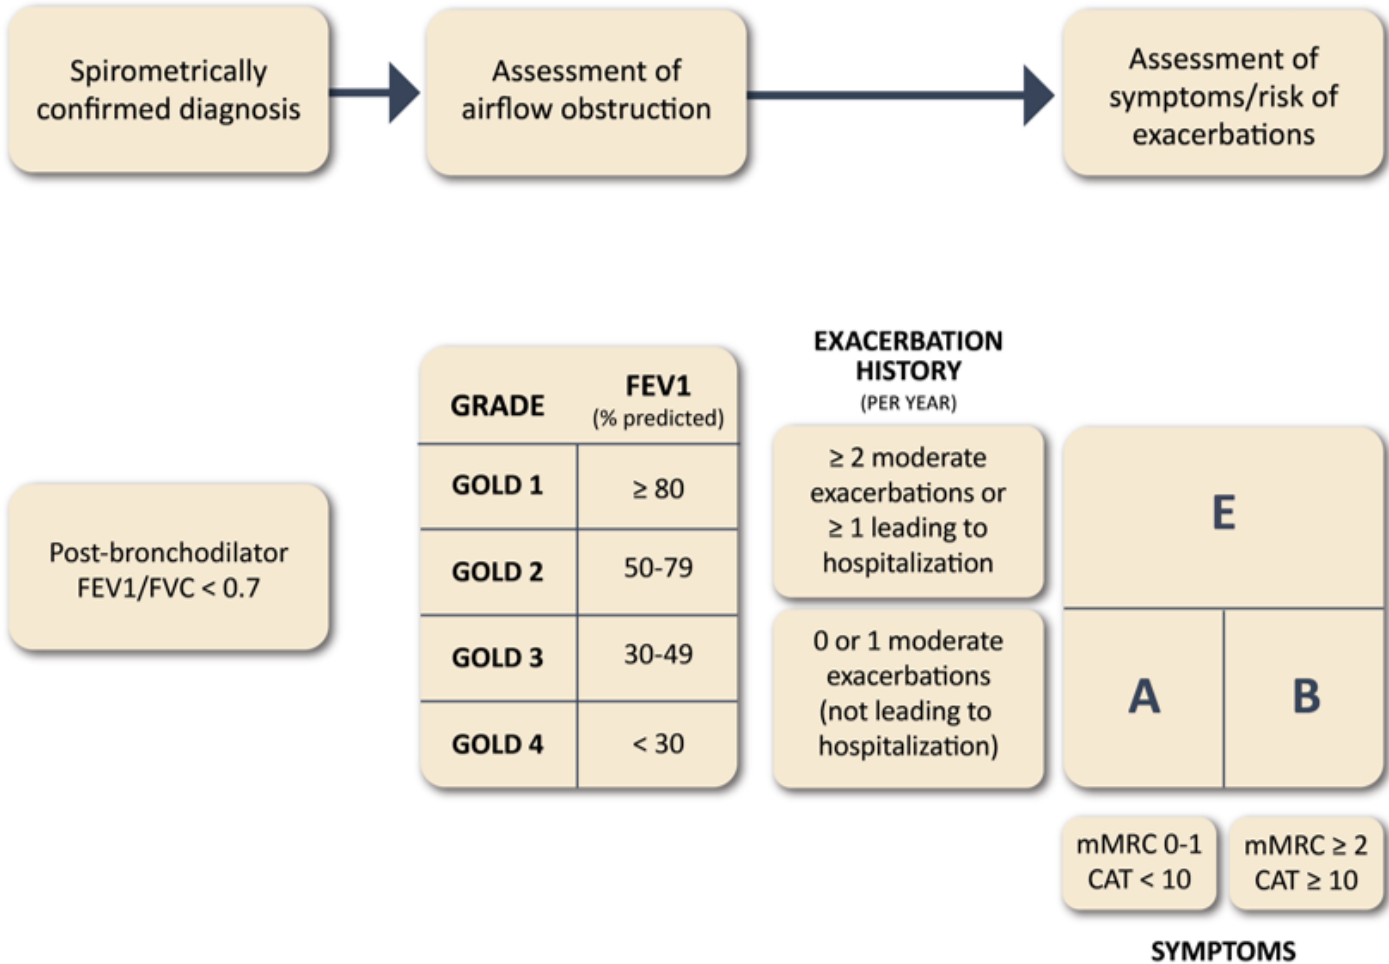 Spirometrically
confirmed diagnosis
Assessment of
airflow obstruction
Assessment of
symptoms/risk of
exacerbations
Post-bronchodilator
FEV1/FVC < 0.7
GRADE
FEV1
(% predicted)
GOLD 1
≥ 80
GOLD 2
50-79
GOLD 3
30-49
GOLD 4
< 30
EXACERBATION
HISTORY
(PER YEAR)
≥ 2 moderate
exacerbations or
≥ 1 leading to
hospitalization
0 or 1 moderate
exacerbations
(not leading to
hospitalization)
E
A
B
mMRC 0-1
CAT < 10
mMRC ≥ 2
CAT ≥ 10
SYMPTOMS